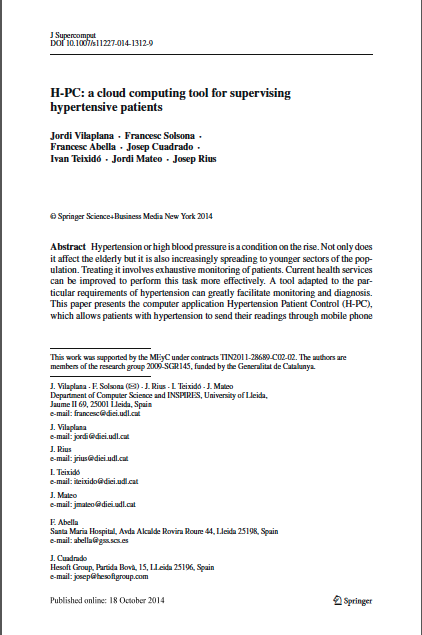 J Supercomput
DOI 10.1007/s11227-014-1312-9
H-PC: a cloud computing tool for supervising
hypertensive patients
Jordi Vilaplana · Francesc Solsona ·
Francesc Abella · Josep Cuadrado ·
Ivan Teixidó · Jordi Mateo · Josep Rius
© Springer Science+Business Media New York 2014
Abstract Hypertension or high blood pressure is a condition on the rise. Not only does
it affect the elderly but it is also increasingly spreading to younger sectors of the pop-
ulation. Treating it involves exhaustive monitoring of patients. Current health services
can be improved to perform this task more effectively. A tool adapted to the par-
ticular requirements of hypertension can greatly facilitate monitoring and diagnosis.
This paper presents the computer application Hypertension Patient Control (H-PC),
which allows patients with hypertension to send their readings through mobile phone
This work was supported by the MEyC under contracts TIN2011-28689-C02-02. The authors are
members of the research group 2009-SGR145, funded by the Generalitat de Catalunya.
J. Vilaplana · F. Solsona (✉) · J. Rius · I. Teixidó · J. Mateo
Department of Computer Science and INSPIRES, University of Lleida,
Jaume II 69, 25001 Lleida, Spain
e-mail: francesc@diei.udl.cat
J. Vilaplana
e-mail: jordi@diei.udl.cat
J. Rius
e-mail: jrius@diei.udl.cat
I. Teixidó
e-mail: iteixido@diei.udl.cat
J. Mateo
e-mail: jmateo@diei.udl.cat
F. Abella
Santa Maria Hospital, Avda Alcalde Rovira Roure 44, Lleida 25198, Spain
e-mail: abella@gss.scs.es
J. Cuadrado
Hesoft Group, Partida Bovà, 15, LLeida 25196, Spain
e-mail: josep@hesoftgroup.com
Published online: 18 October 2014
Springer